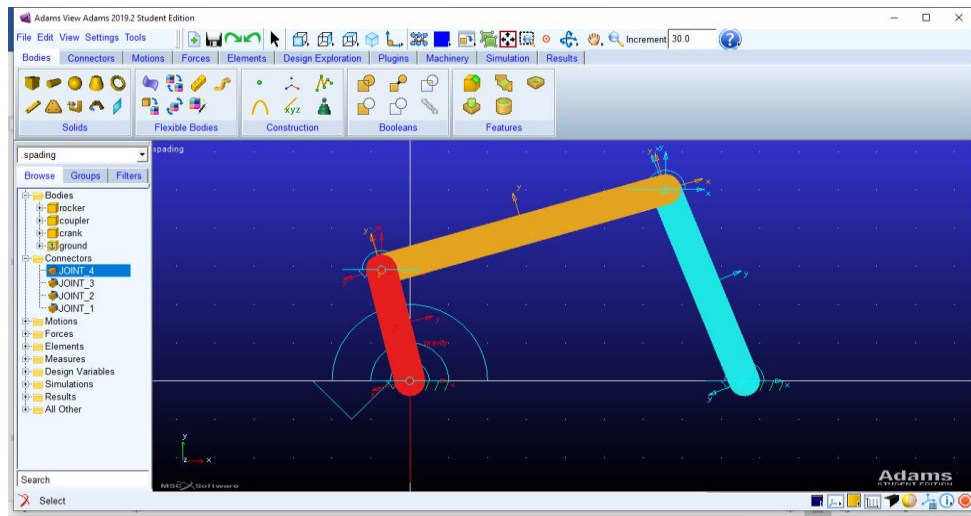 Adams View Adams 2019.2 Student Edition
File Edit View Settings Tools
Increment 30.0
Bodies Connectors Motions Forces Elements Design Exploration Plugins Machinery Simulation Results
xyz
Solids Flexible Bodies Construction Booleans Features
.spading
spading
Browse Groups Filters
Bodies
rocker
coupler
crank
ground
Connectors
JOINT_4
JOINT_3
JOINT_2
JOINT_1
Motions
Forces
Elements
Measures
Design Variables
Simulations
Results
All Other
gravity
y
z x
Search
MSC Software
Adams
STUDENT EDITION
Select